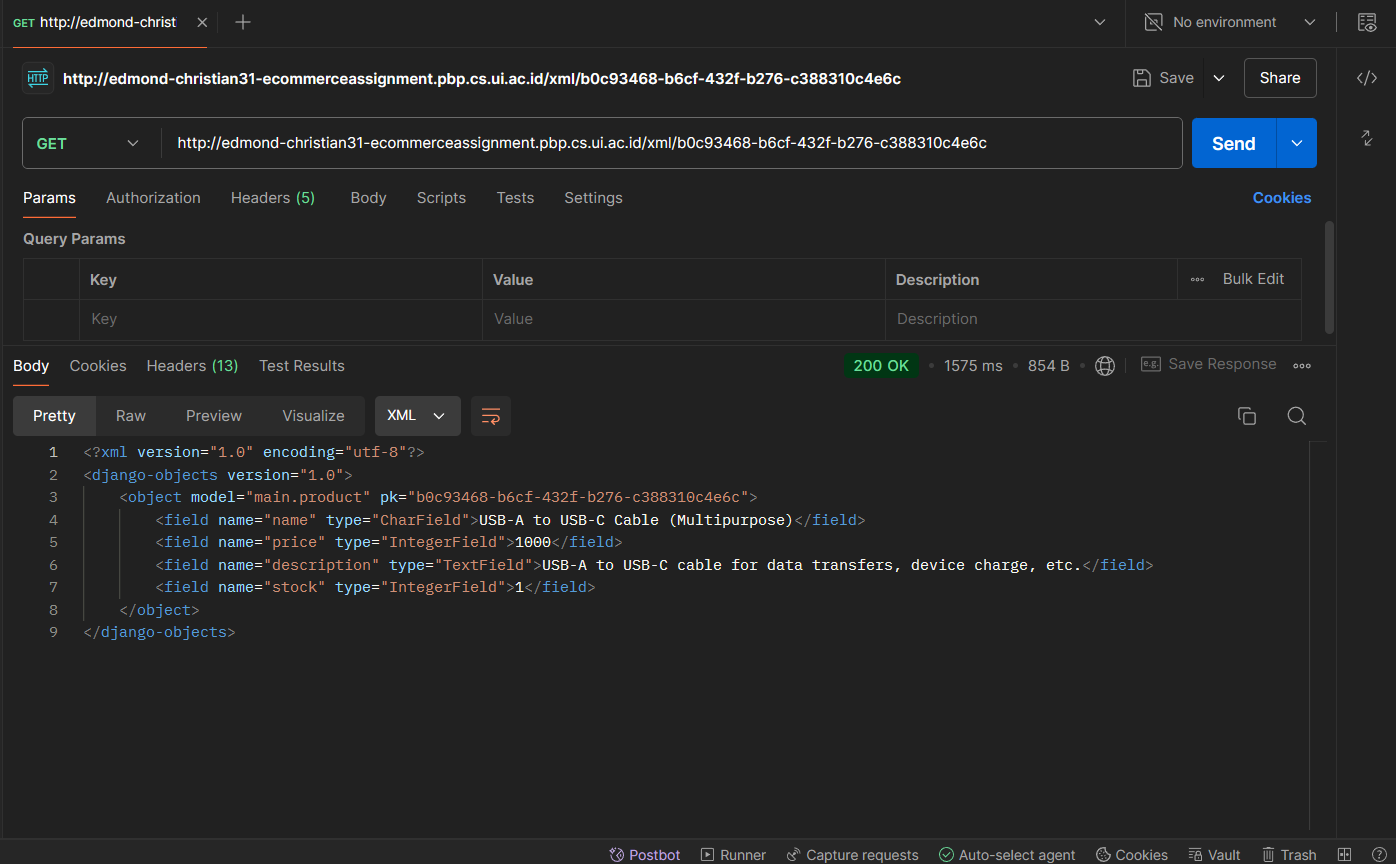 GET http://edmond-christ
No environment
HTTP http://edmond-christian31-ecommerceassignment.pbp.cs.ui.ac.id/xml/b0c93468-b6cf-432f-b276-c388310c4e6c Save Share
GET http://edmond-christian31-ecommerceassignment.pbp.cs.ui.ac.id/xml/b0c93468-b6cf-432f-b276-c388310c4e6c Send
Params Authorization Headers (5) Body Scripts Tests Settings Cookies
Query Params
Key Value Description Bulk Edit
Key Value Description
Body Cookies Headers (13) Test Results 200 OK • 1575 ms • 854 B • e.g. Save Response
Pretty Raw Preview Visualize XML
1 <?xml version="1.0" encoding="utf-8"?>
2 <django-objects version="1.0">
3 <object model="main.product" pk="b0c93468-b6cf-432f-b276-c388310c4e6c">
4 <field name="name" type="CharField">USB-A to USB-C Cable (Multipurpose)</field>
5 <field name="price" type="IntegerField">1000</field>
6 <field name="description" type="TextField">USB-A to USB-C cable for data transfers, device charge, etc.</field>
7 <field name="stock" type="IntegerField">1</field>
8 </object>
9 </django-objects>
Postbot Runner Capture requests Auto-select agent Cookies Vault Trash